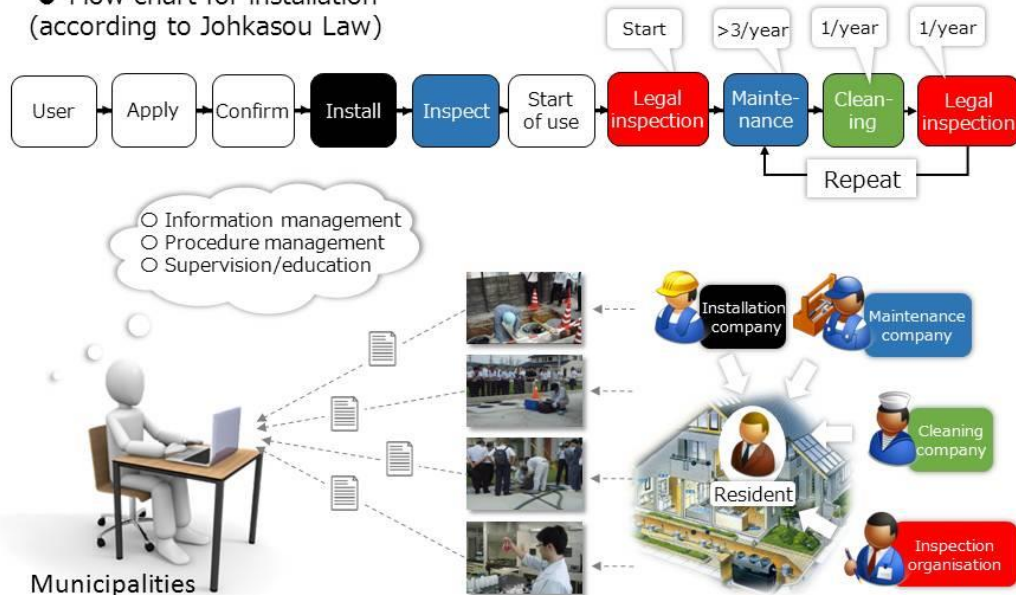 ● Flow chart for installation
(according to Johkasou Law)
Start
>3/year
1/year
1/year
User
Apply
Confirm
Install
Inspect
Start
of use
Legal
inspection
Mainte-
nance
Clean-
ing
Legal
inspection
Repeat
○ Information management
○ Procedure management
○ Supervision/education
Installation
company
Maintenance
company
Cleaning
company
Resident
Inspection
organisation
Municipalities